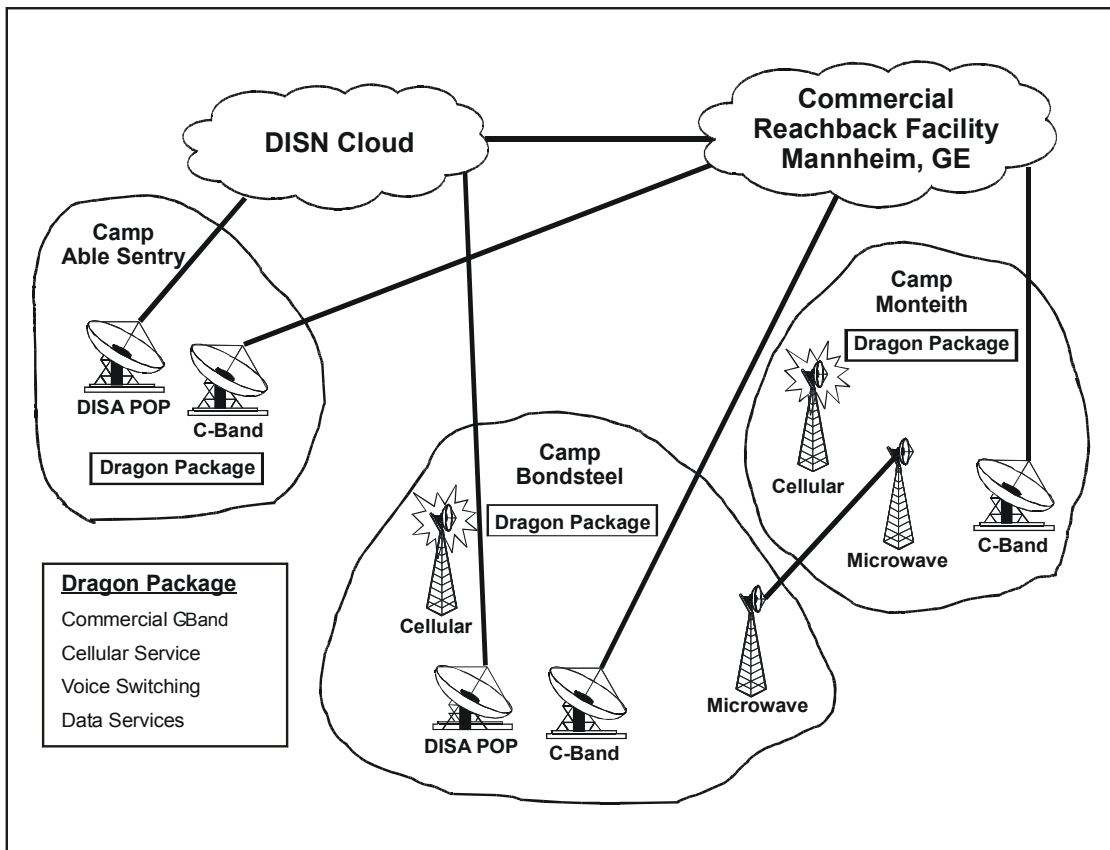 DISN Cloud
Commercial
Reachback Facility
Mannheim, GE
Camp
Able Sentry
DISA POP
C-Band
Dragon Package
Camp
Monteith
Dragon Package
Cellular
Microwave
C-Band
Camp
Bondsteel
Dragon Package
Cellular
DISA POP
C-Band
Microwave
Dragon Package
Commercial GBand
Cellular Service
Voice Switching
Data Services